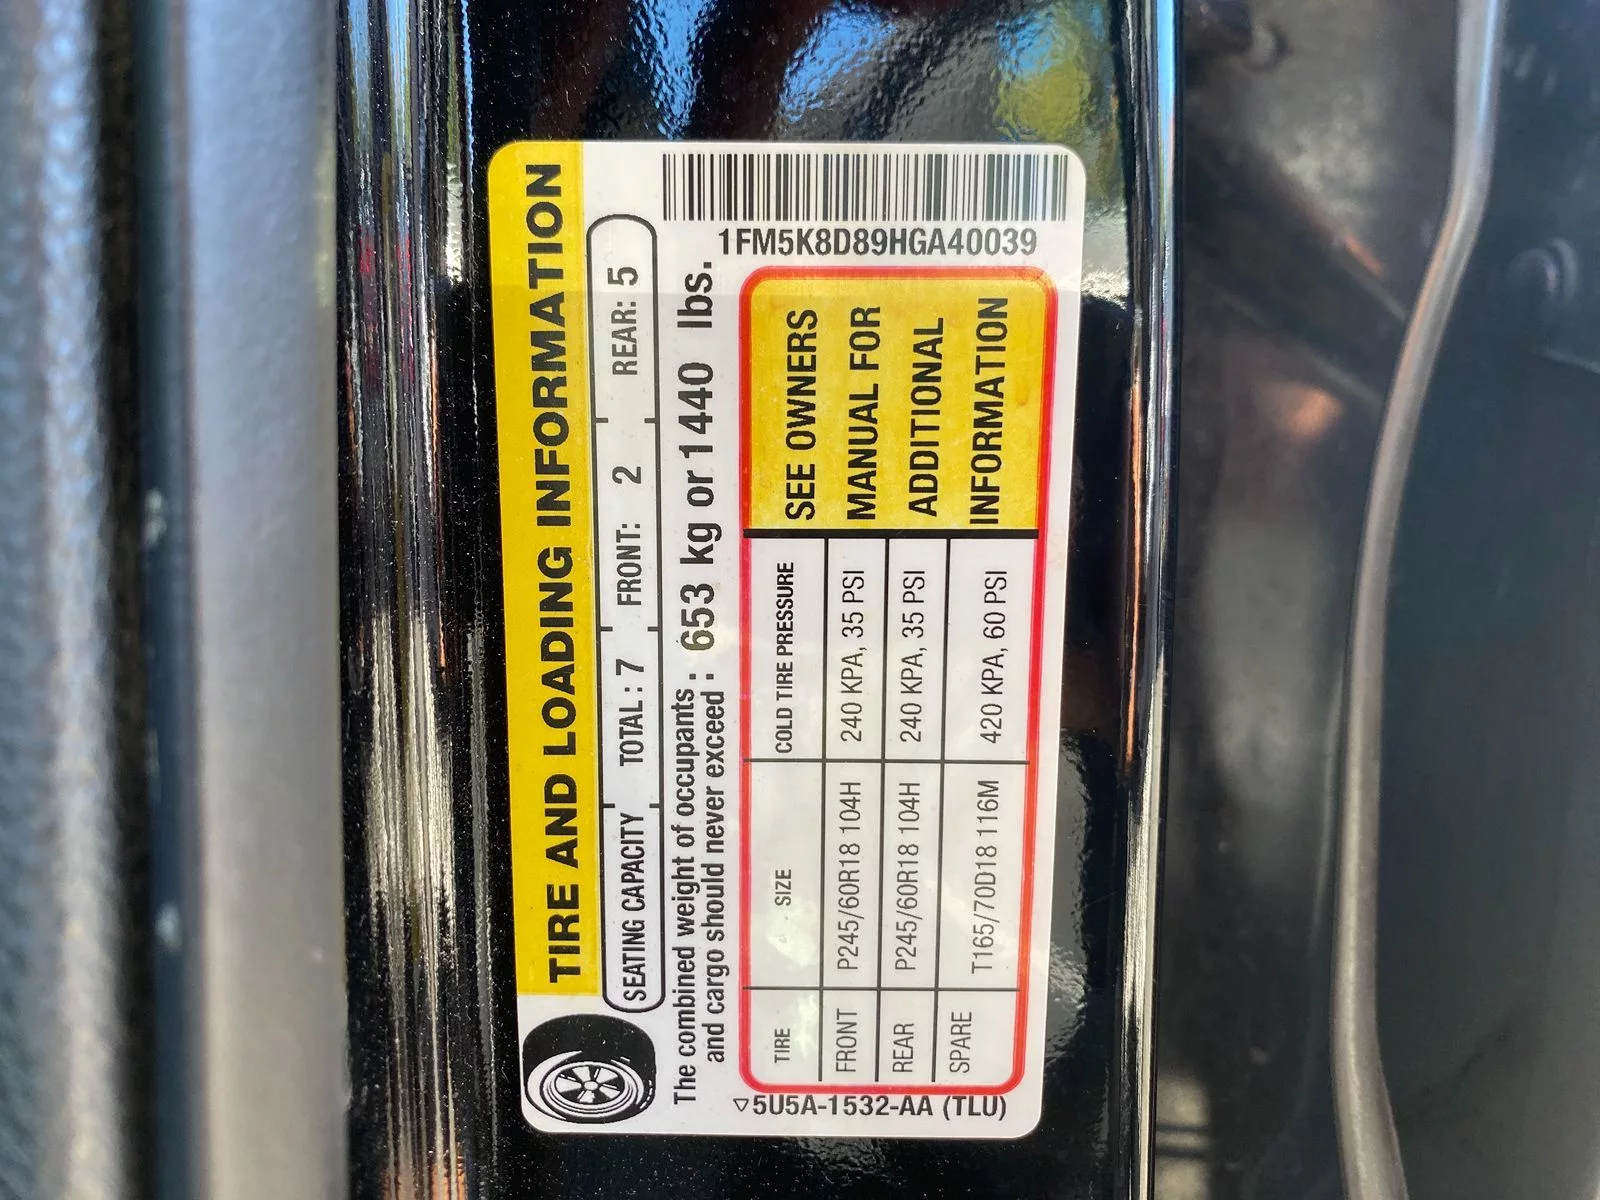 TIRE AND LOADING INFORMATION
SEATING CAPACITY TOTAL : 7 FRONT: 2 REAR: 5
The combined weight of occupants
and cargo should never exceed : 653 kg or 1440 lbs.
1FM5K8D89HGA40039
TIRE SIZE COLD TIRE PRESSURE
FRONT P245/60R18 104H 240 KPA, 35 PSI
REAR P245/60R18 104H 240 KPA, 35 PSI
SPARE T165/70D18 116M 420 KPA, 60 PSI
SEE OWNERS
MANUAL FOR
ADDITIONAL
INFORMATION
5U5A-1532-AA (TLU)